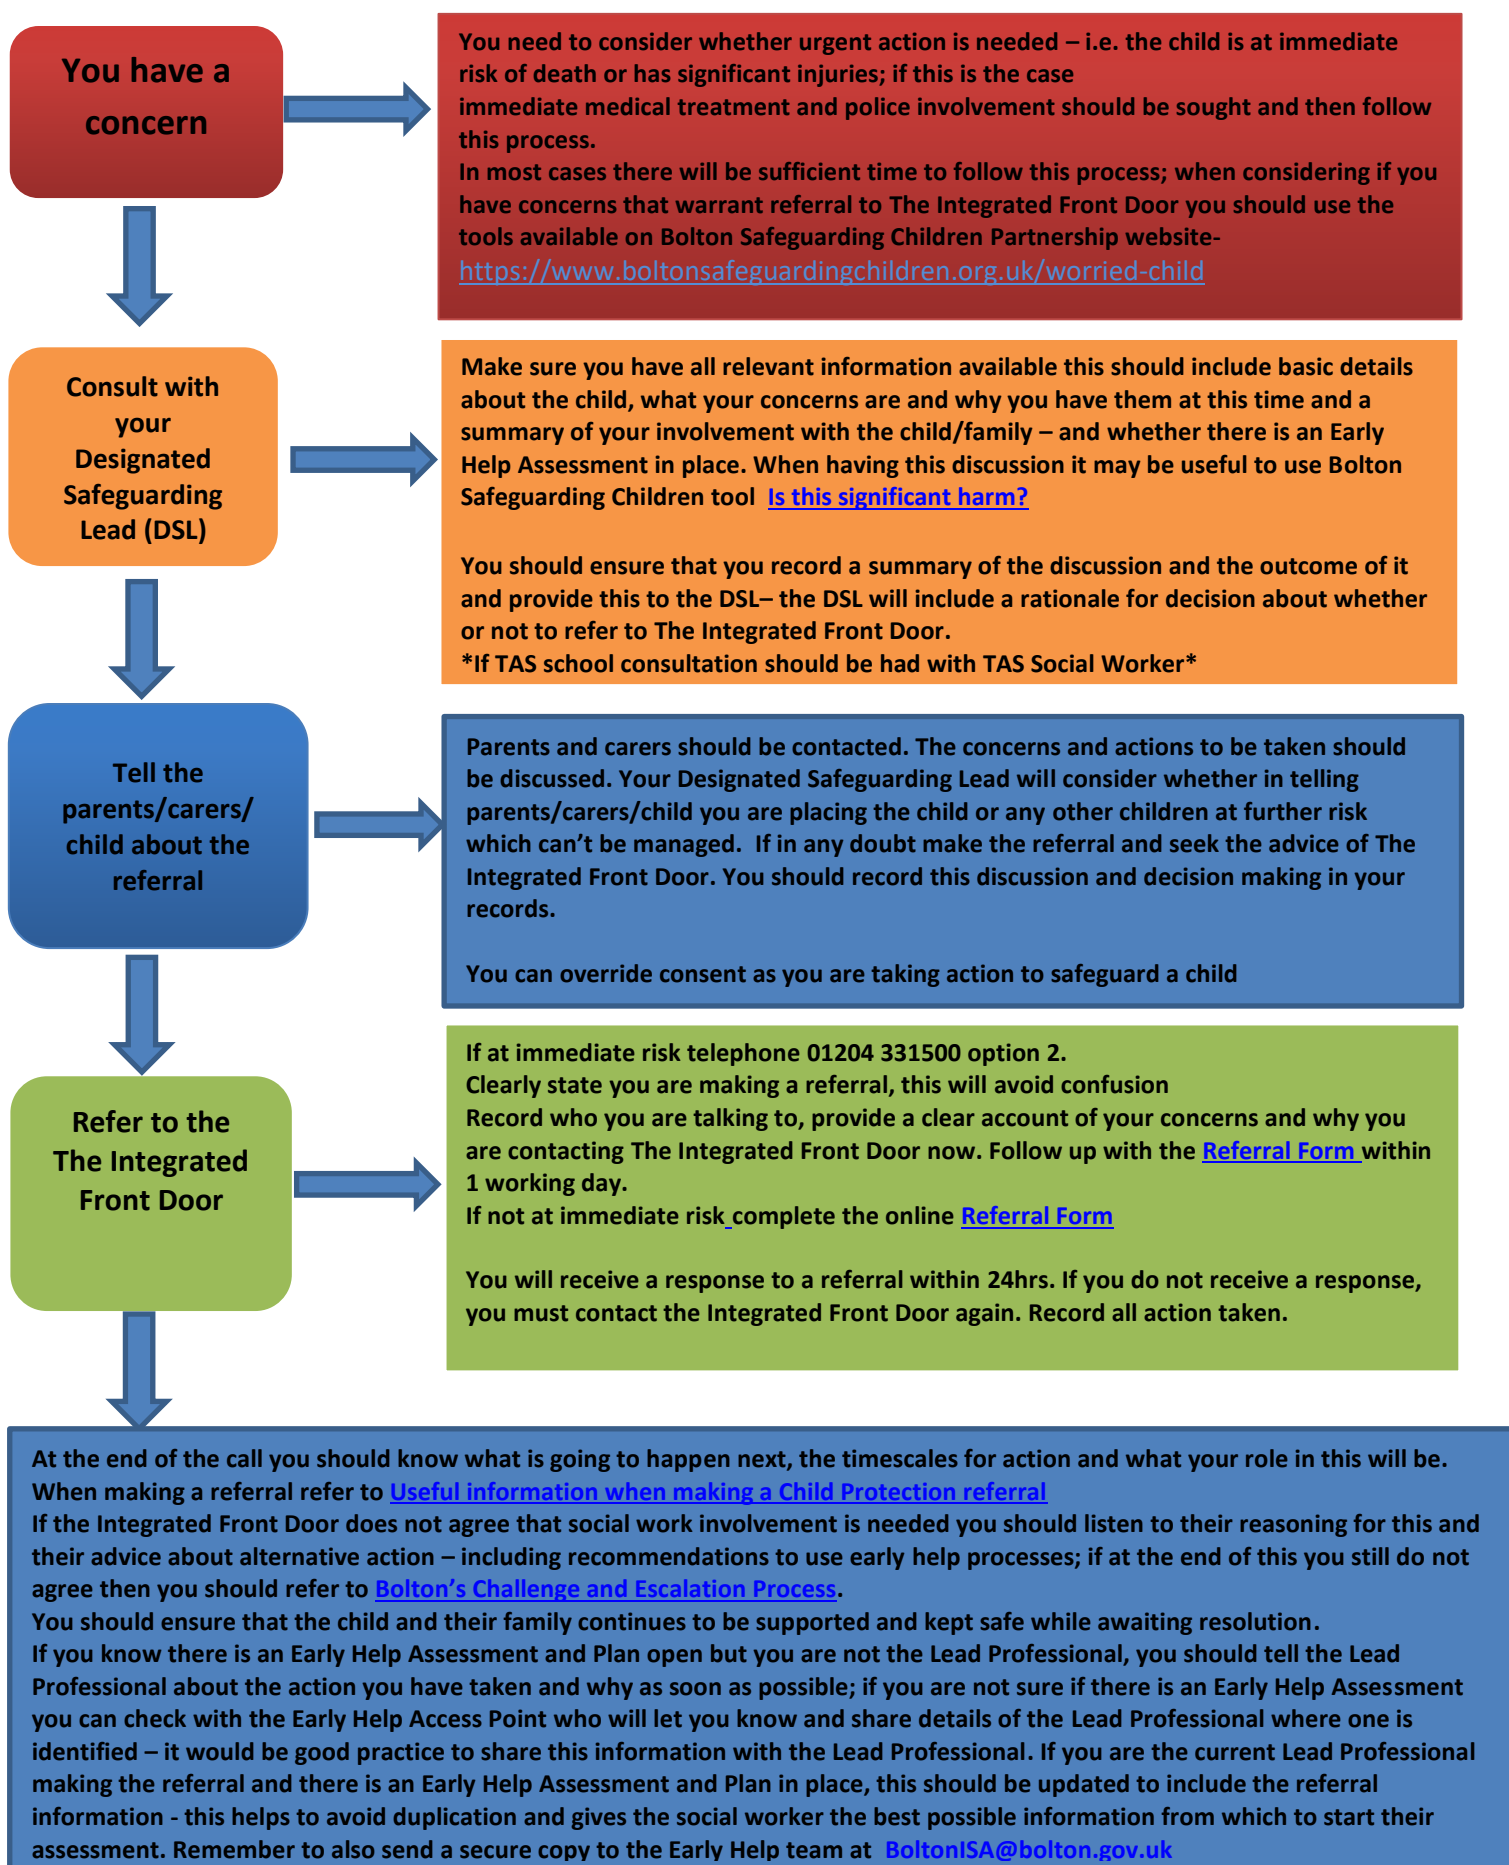 You have a
concern
You need to consider whether urgent action is needed – i.e. the child is at immediate
risk of death or has significant injuries; if this is the case
immediate medical treatment and police involvement should be sought and then follow
this process.
In most cases there will be sufficient time to follow this process; when considering if you
have concerns that warrant referral to The Integrated Front Door you should use the
tools available on Bolton Safeguarding Children Partnership website-
https://www.boltonsafeguardingchildren.org.uk/worried-child
Consult with
your
Designated
Safeguarding
Lead (DSL)
Make sure you have all relevant information available this should include basic details
about the child, what your concerns are and why you have them at this time and a
summary of your involvement with the child/family – and whether there is an Early
Help Assessment in place. When having this discussion it may be useful to use Bolton
Safeguarding Children tool  Is this significant harm?
You should ensure that you record a summary of the discussion and the outcome of it
and provide this to the DSL– the DSL will include a rationale for decision about whether
or not to refer to The Integrated Front Door.
*If TAS school consultation should be had with TAS Social Worker*
Tell the
parents/carers/
child about the
referral
Parents and carers should be contacted. The concerns and actions to be taken should
be discussed. Your Designated Safeguarding Lead will consider whether in telling
parents/carers/child you are placing the child or any other children at further risk
which can’t be managed.  If in any doubt make the referral and seek the advice of The
Integrated Front Door. You should record this discussion and decision making in your
records.
You can override consent as you are taking action to safeguard a child
Refer to the
The Integrated
Front Door
If at immediate risk telephone 01204 331500 option 2.
Clearly state you are making a referral, this will avoid confusion
Record who you are talking to, provide a clear account of your concerns and why you
are contacting The Integrated Front Door now. Follow up with the Referral Form within
1 working day.
If not at immediate risk complete the online Referral Form
You will receive a response to a referral within 24hrs. If you do not receive a response,
you must contact the Integrated Front Door again. Record all action taken.
At the end of the call you should know what is going to happen next, the timescales for action and what your role in this will be.
When making a referral refer to Useful information when making a Child Protection referral
If the Integrated Front Door does not agree that social work involvement is needed you should listen to their reasoning for this and
their advice about alternative action – including recommendations to use early help processes; if at the end of this you still do not
agree then you should refer to Bolton’s Challenge and Escalation Process.
You should ensure that the child and their family continues to be supported and kept safe while awaiting resolution.
If you know there is an Early Help Assessment and Plan open but you are not the Lead Professional, you should tell the Lead
Professional about the action you have taken and why as soon as possible; if you are not sure if there is an Early Help Assessment
you can check with the Early Help Access Point who will let you know and share details of the Lead Professional where one is
identified – it would be good practice to share this information with the Lead Professional. If you are the current Lead Professional
making the referral and there is an Early Help Assessment and Plan in place, this should be updated to include the referral
information - this helps to avoid duplication and gives the social worker the best possible information from which to start their
assessment. Remember to also send a secure copy to the Early Help team at  BoltonISA@bolton.gov.uk